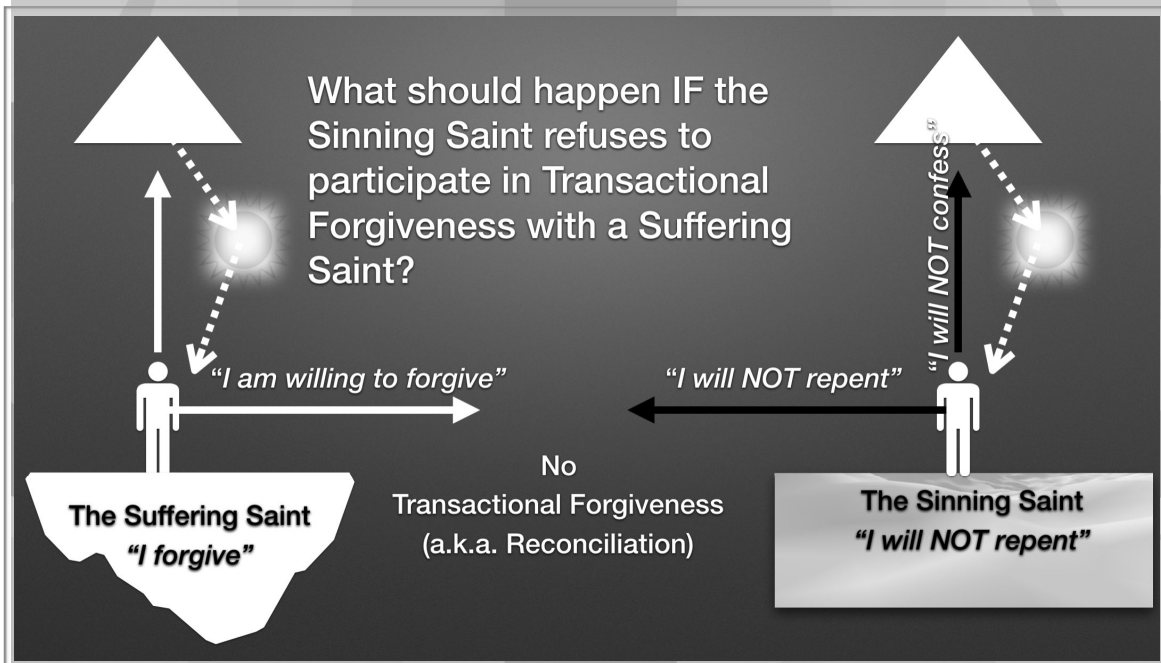 What should happen IF the
Sinning Saint refuses to
participate in Transactional
Forgiveness with a Suffering
Saint?
“I will NOT confess”
“I am willing to forgive”
“I will NOT repent”
No
Transactional Forgiveness
(a.k.a. Reconciliation)
The Suffering Saint
“I forgive”
The Sinning Saint
“I will NOT repent”